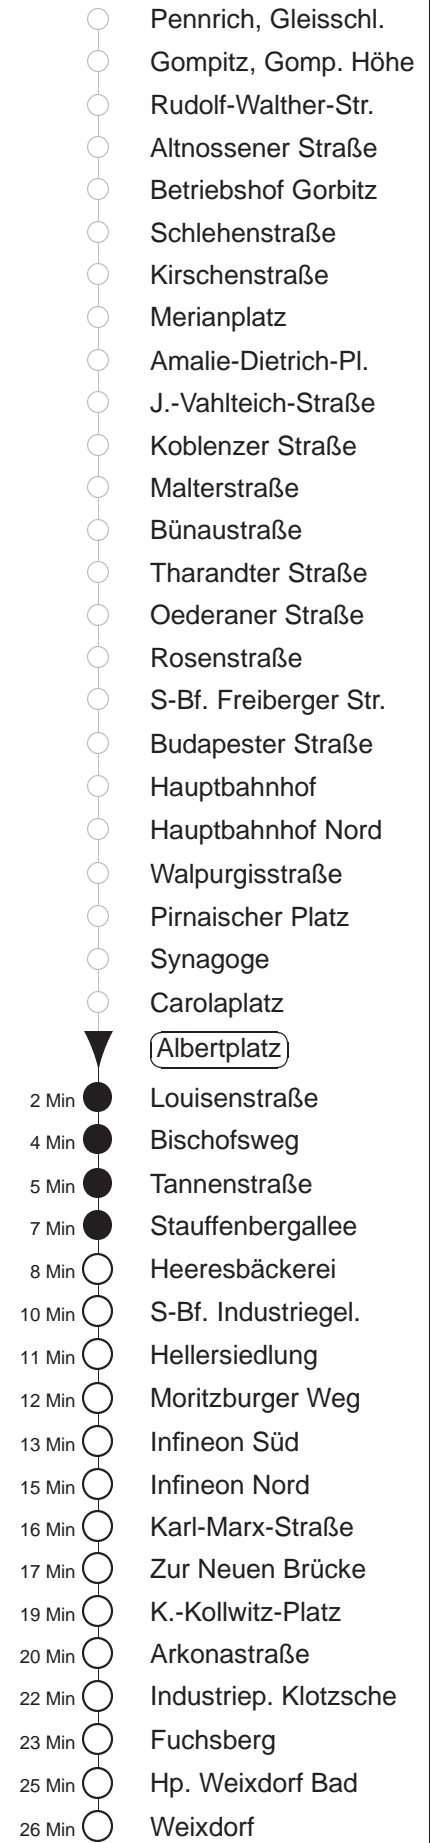 Pennrich, Gleisschl.
Gompitz, Gomp. Höhe
Rudolf-Walther-Str.
Altnossener Straße
Betriebshof Gorbitz
Schlehenstraße
Kirschenstraße
Merianplatz
Amalie-Dietrich-Pl.
J.-Vahlteich-Straße
Koblenzer Straße
Malterstraße
Bünaustraße
Tharandter Straße
Oederaner Straße
Rosenstraße
S-Bf. Freiberger Str.
Budapester Straße
Hauptbahnhof
Hauptbahnhof Nord
Walpurgisstraße
Pirnaischer Platz
Synagoge
Carolaplatz
Albertplatz
2 Min Louisenstraße
4 Min Bischofsweg
5 Min Tannenstraße
7 Min Stauffenbergallee
8 Min Heeresbäckerei
10 Min S-Bf. Industriegel.
11 Min Hellersiedlung
12 Min Moritzburger Weg
13 Min Infineon Süd
15 Min Infineon Nord
16 Min Karl-Marx-Straße
17 Min Zur Neuen Brücke
19 Min K.-Kollwitz-Platz
20 Min Arkonastraße
22 Min Industriep. Klotzsche
23 Min Fuchsberg
25 Min Hp. Weixdorf Bad
26 Min Weixdorf